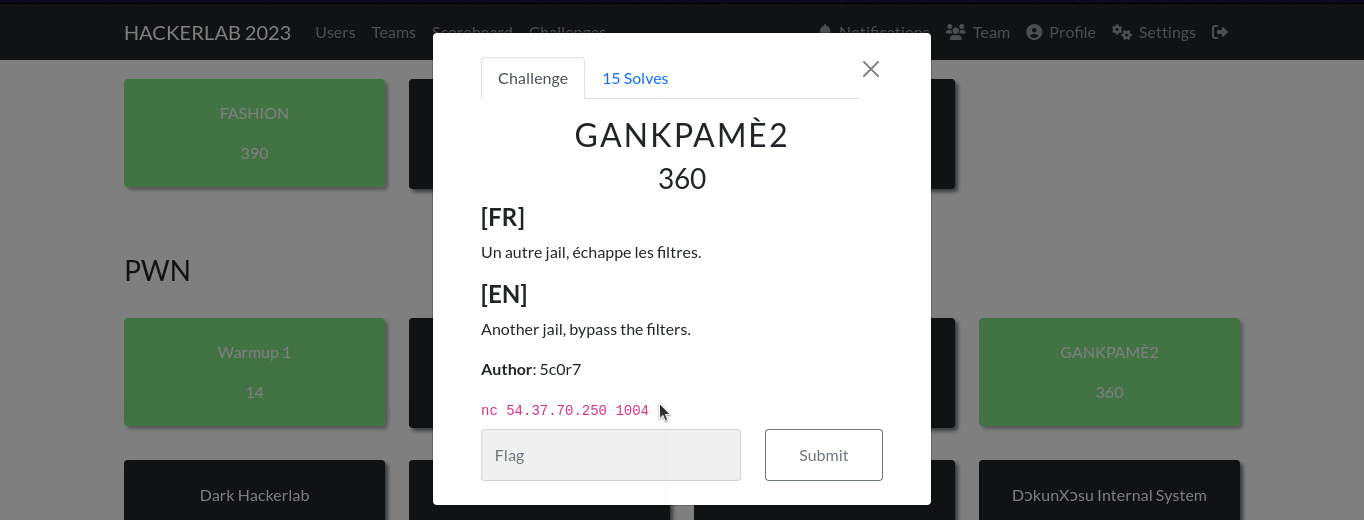 HACKERLAB 2023 Users Teams Scoreboard Challenges Notifications Team Profile Settings
Challenge 15 Solves
FASHION
390
GANKPAMÈ2
360
[FR]
Un autre jail, échappe les filtres.
PWN
[EN]
Another jail, bypass the filters.
Warmup 1
14
GANKPAMÈ2
360
Author: 5c0r7
nc 54.37.70.250 1004
Flag Submit
Dark Hackerlab
DɔkunXɔsu Internal System